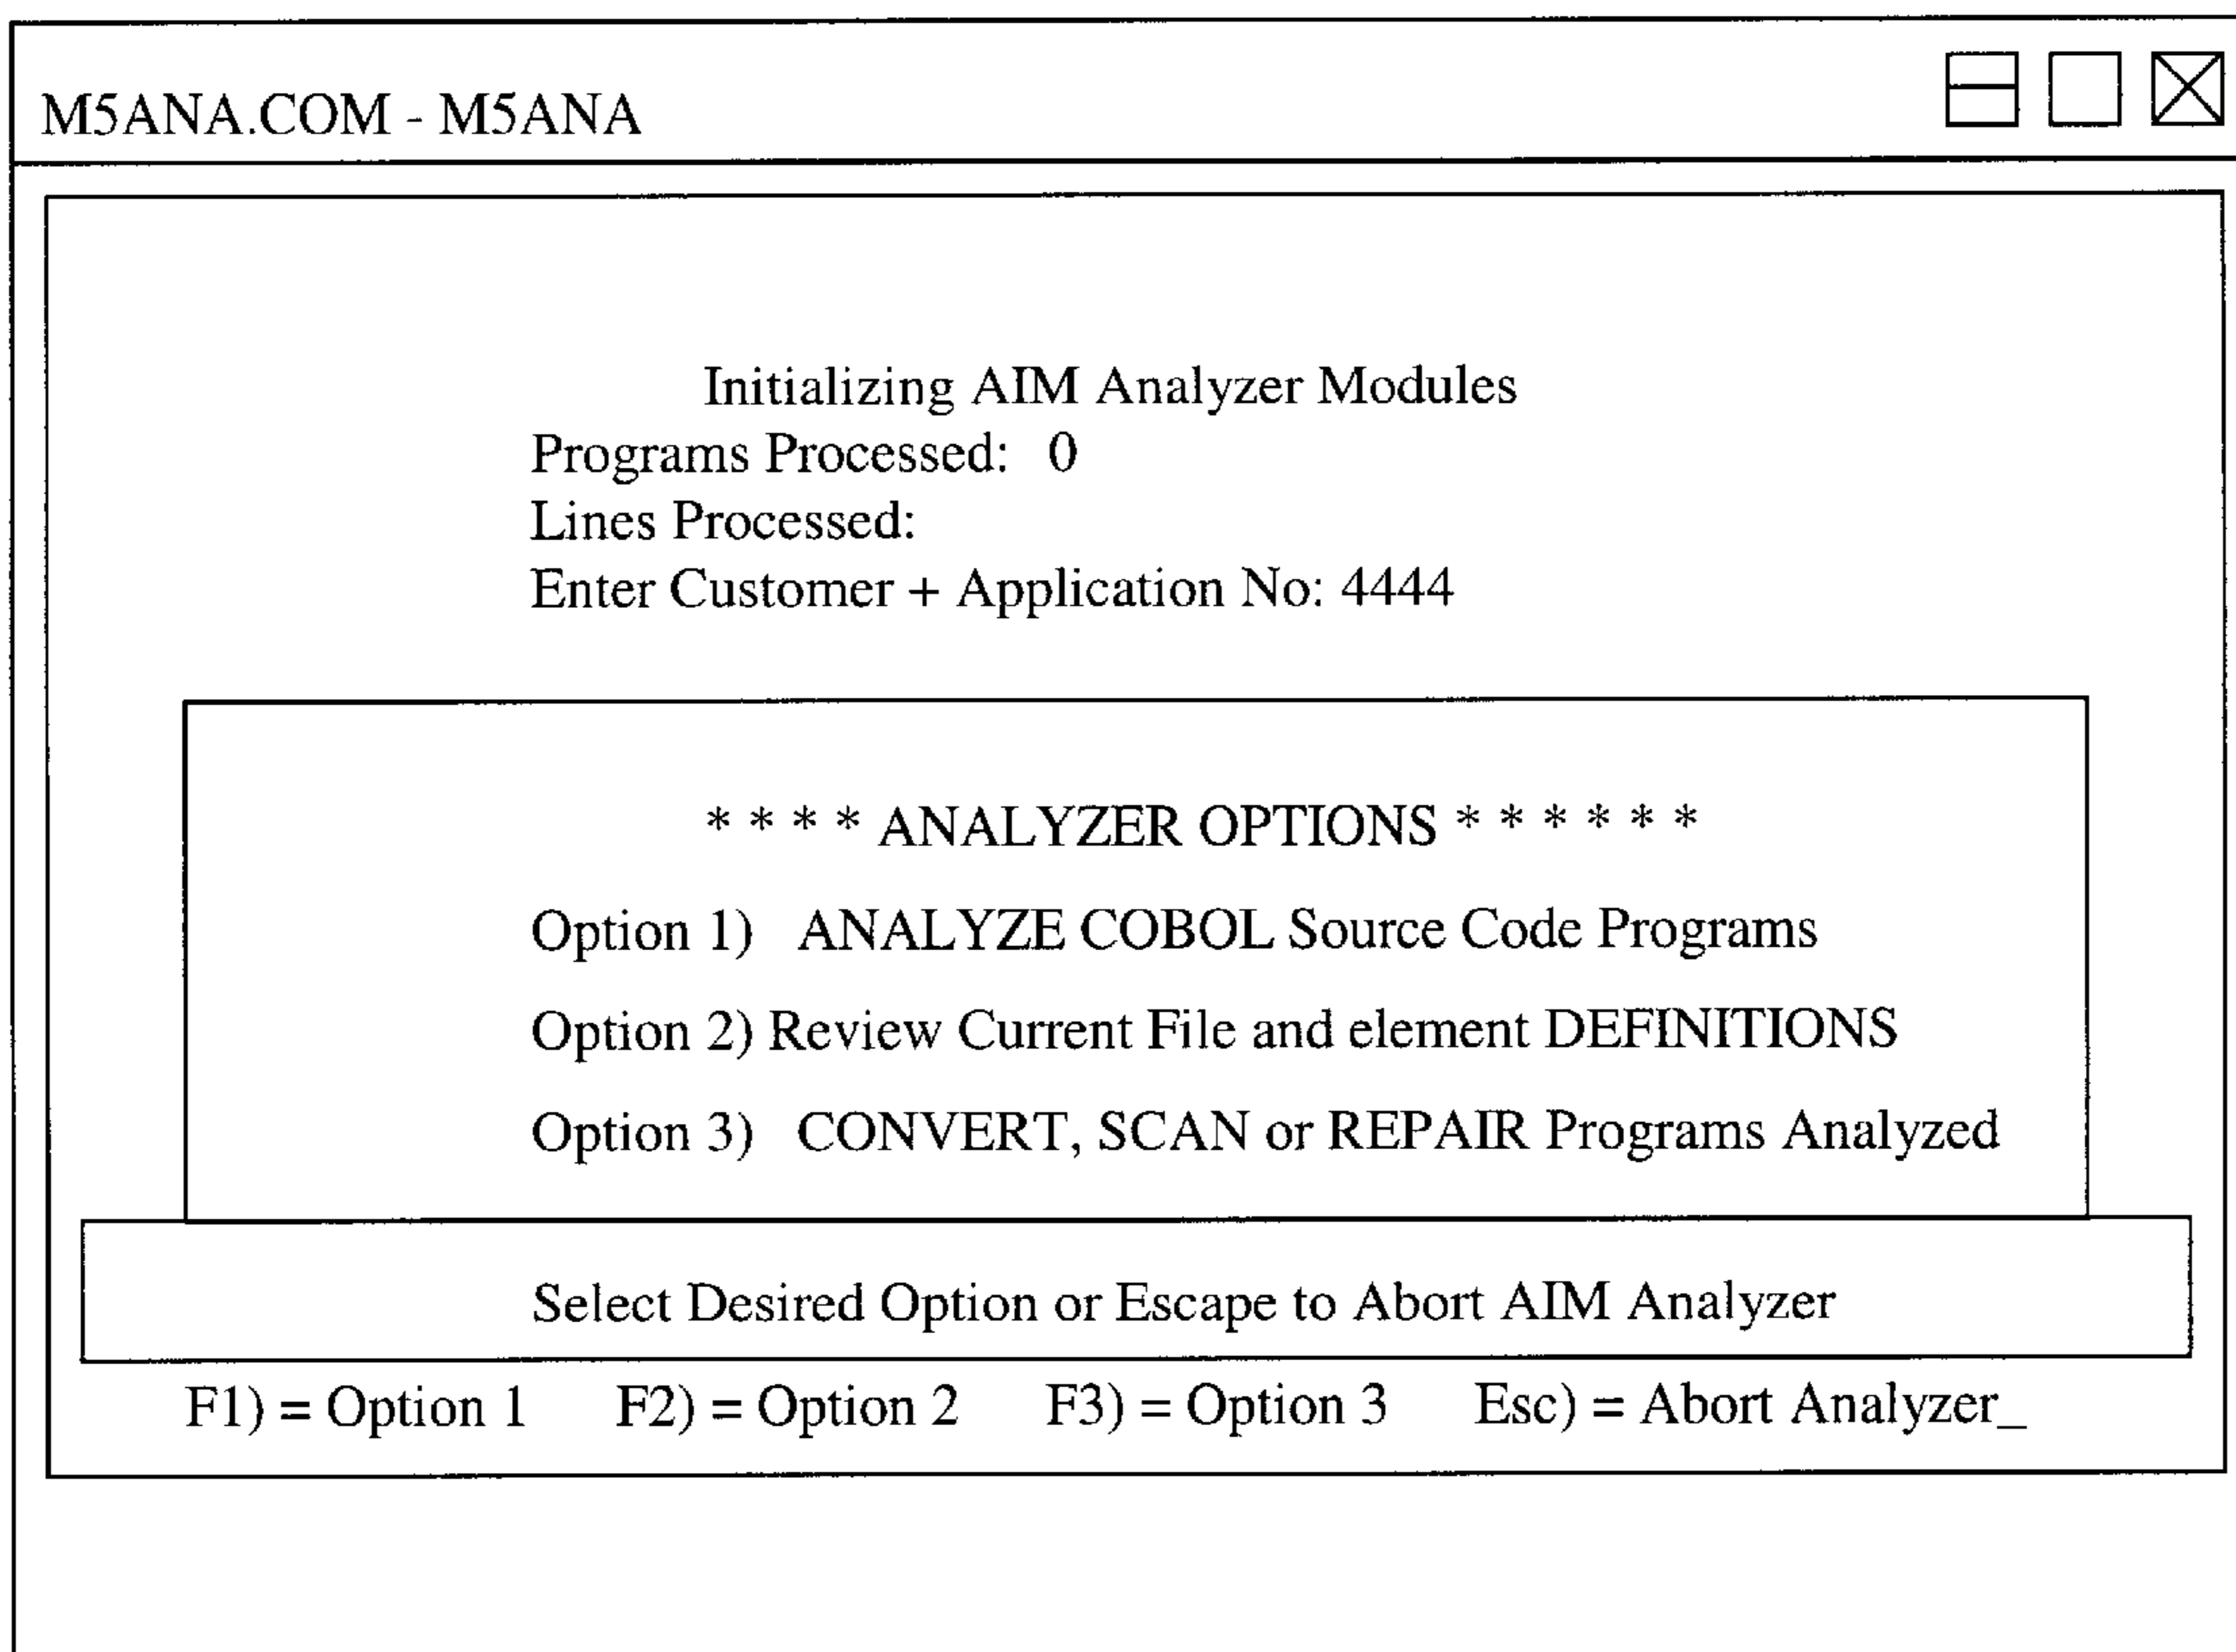 M5ANA.COM - M5ANA
Initializing AIM Analyzer Modules
Programs Processed: 0
Lines Processed:
Enter Customer + Application No: 4444
* * * * ANALYZER OPTIONS * * * * * *
Option 1) ANALYZE COBOL Source Code Programs
Option 2) Review Current File and element DEFINITIONS
Option 3) CONVERT, SCAN or REPAIR Programs Analyzed
Select Desired Option or Escape to Abort AIM Analyzer
F1) = Option 1 F2) = Option 2 F3) = Option 3 Esc) = Abort Analyzer_